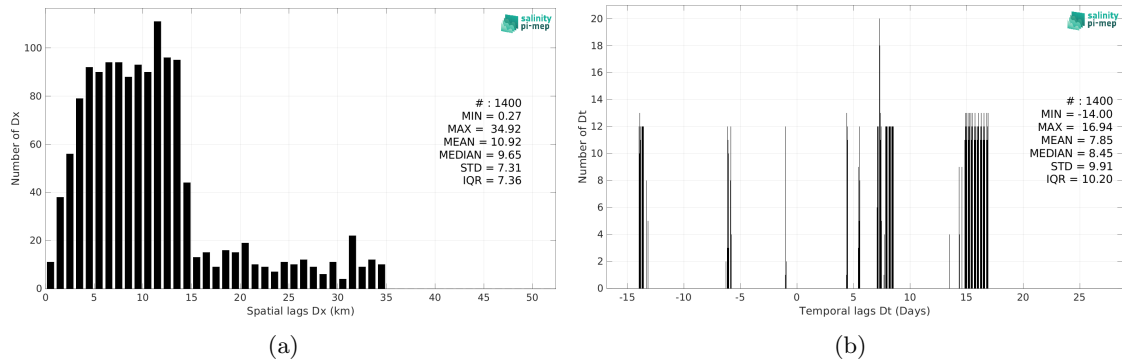 salinity
pi-mep
100
80
60
40
20
0
Number of Dx
# : 1400
MIN = 0.27
MAX = 34.92
MEAN = 10.92
MEDIAN = 9.65
STD = 7.31
IQR = 7.36
0 5 10 15 20 25 30 35 40 45 50
Spatial lags Dx (km)
(a)
salinity
pi-mep
20
18
16
14
12
10
8
6
4
2
0
Number of Dt
# : 1400
MIN = -14.00
MAX = 16.94
MEAN = 7.85
MEDIAN = 8.45
STD = 9.91
IQR = 10.20
-15 -10 -5 0 5 10 15 20 25
Temporal lags Dt (Days)
(b)